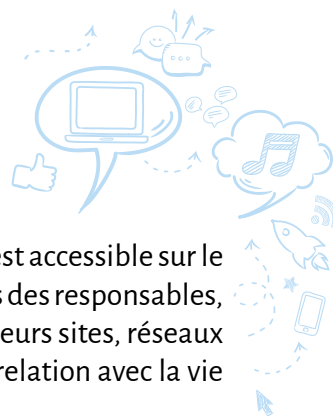 est accessible sur le
s des responsables,
eurs sites, réseaux
relation avec la vie